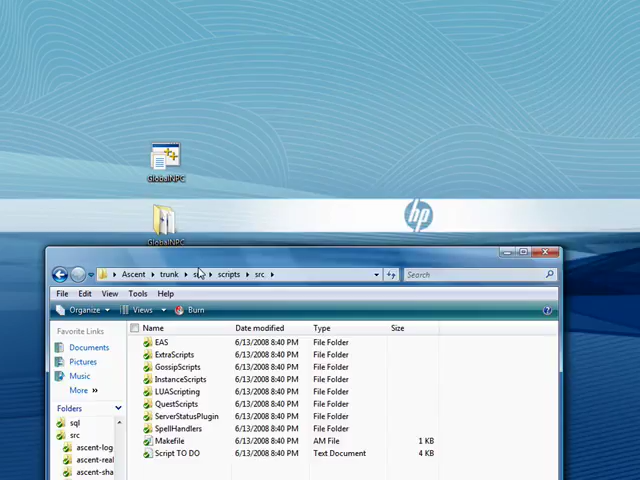 GlobalNPC
hp
GlobalNPC
Ascent trunk scripts src
Search
File Edit View Tools Help
Organize Views Burn
Favorite Links
Documents
Pictures
Music
More »
Folders
sql
src
ascent-log
ascent-real
ascent-sha
Name Date modified Type Size
EAS 6/13/2008 8:40 PM File Folder
ExtraScripts 6/13/2008 8:40 PM File Folder
GossipScripts 6/13/2008 8:40 PM File Folder
InstanceScripts 6/13/2008 8:40 PM File Folder
LUAScripting 6/13/2008 8:40 PM File Folder
QuestScripts 6/13/2008 8:40 PM File Folder
ServerStatusPlugin 6/13/2008 8:40 PM File Folder
SpellHandlers 6/13/2008 8:40 PM File Folder
Makefile 6/13/2008 8:40 PM AM File 1 KB
Script TO DO 6/13/2008 8:40 PM Text Document 4 KB